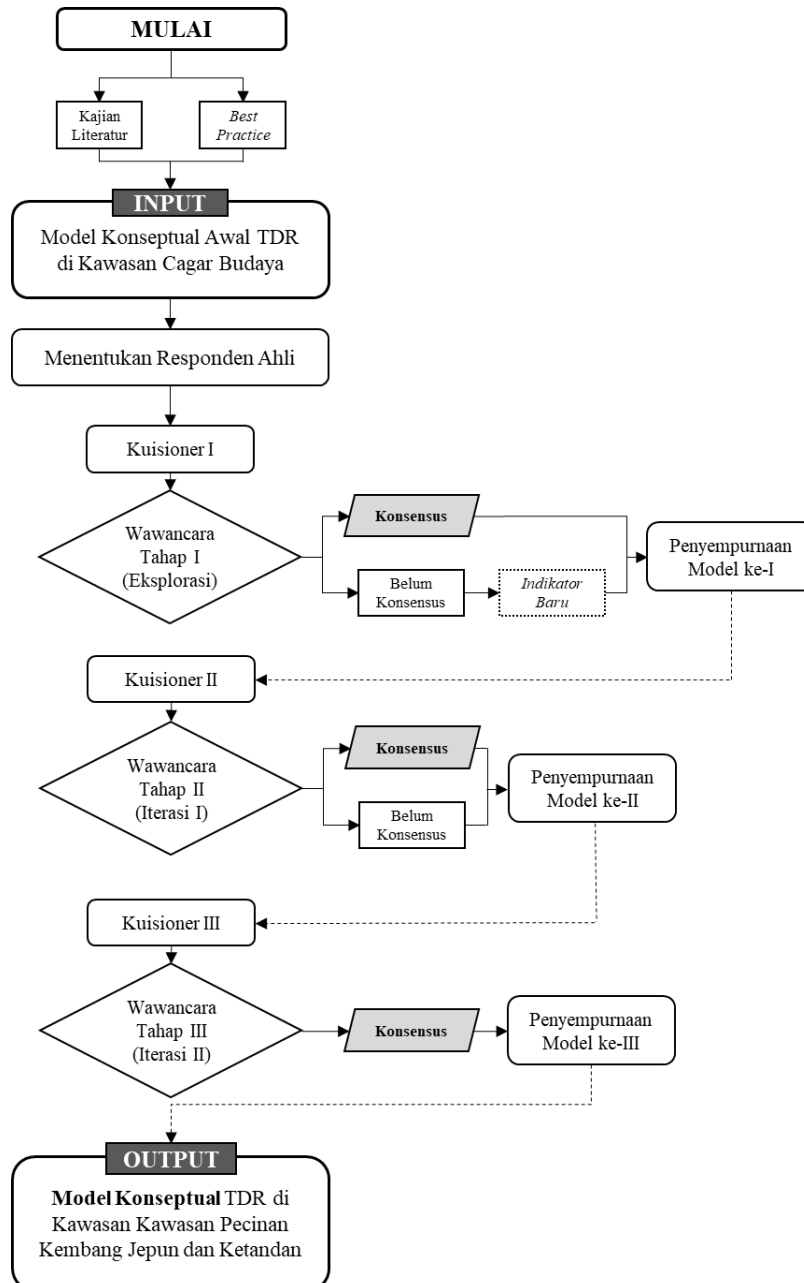 MULAI
Kajian
Literatur
Best
Practice
INPUT
Model Konseptual Awal TDR
di Kawasan Cagar Budaya
Menentukan Responden Ahli
Kuisioner I
Wawancara
Tahap I
(Eksplorasi)
Konsensus
Belum
Konsensus
Indikator
Baru
Penyempurnaan
Model ke-I
Kuisioner II
Wawancara
Tahap II
(Iterasi I)
Konsensus
Belum
Konsensus
Penyempurnaan
Model ke-II
Kuisioner III
Wawancara
Tahap III
(Iterasi II)
Konsensus
Penyempurnaan
Model ke-III
OUTPUT
Model Konseptual TDR di
Kawasan Kawasan Pecinan
Kembang Jepun dan Ketandan